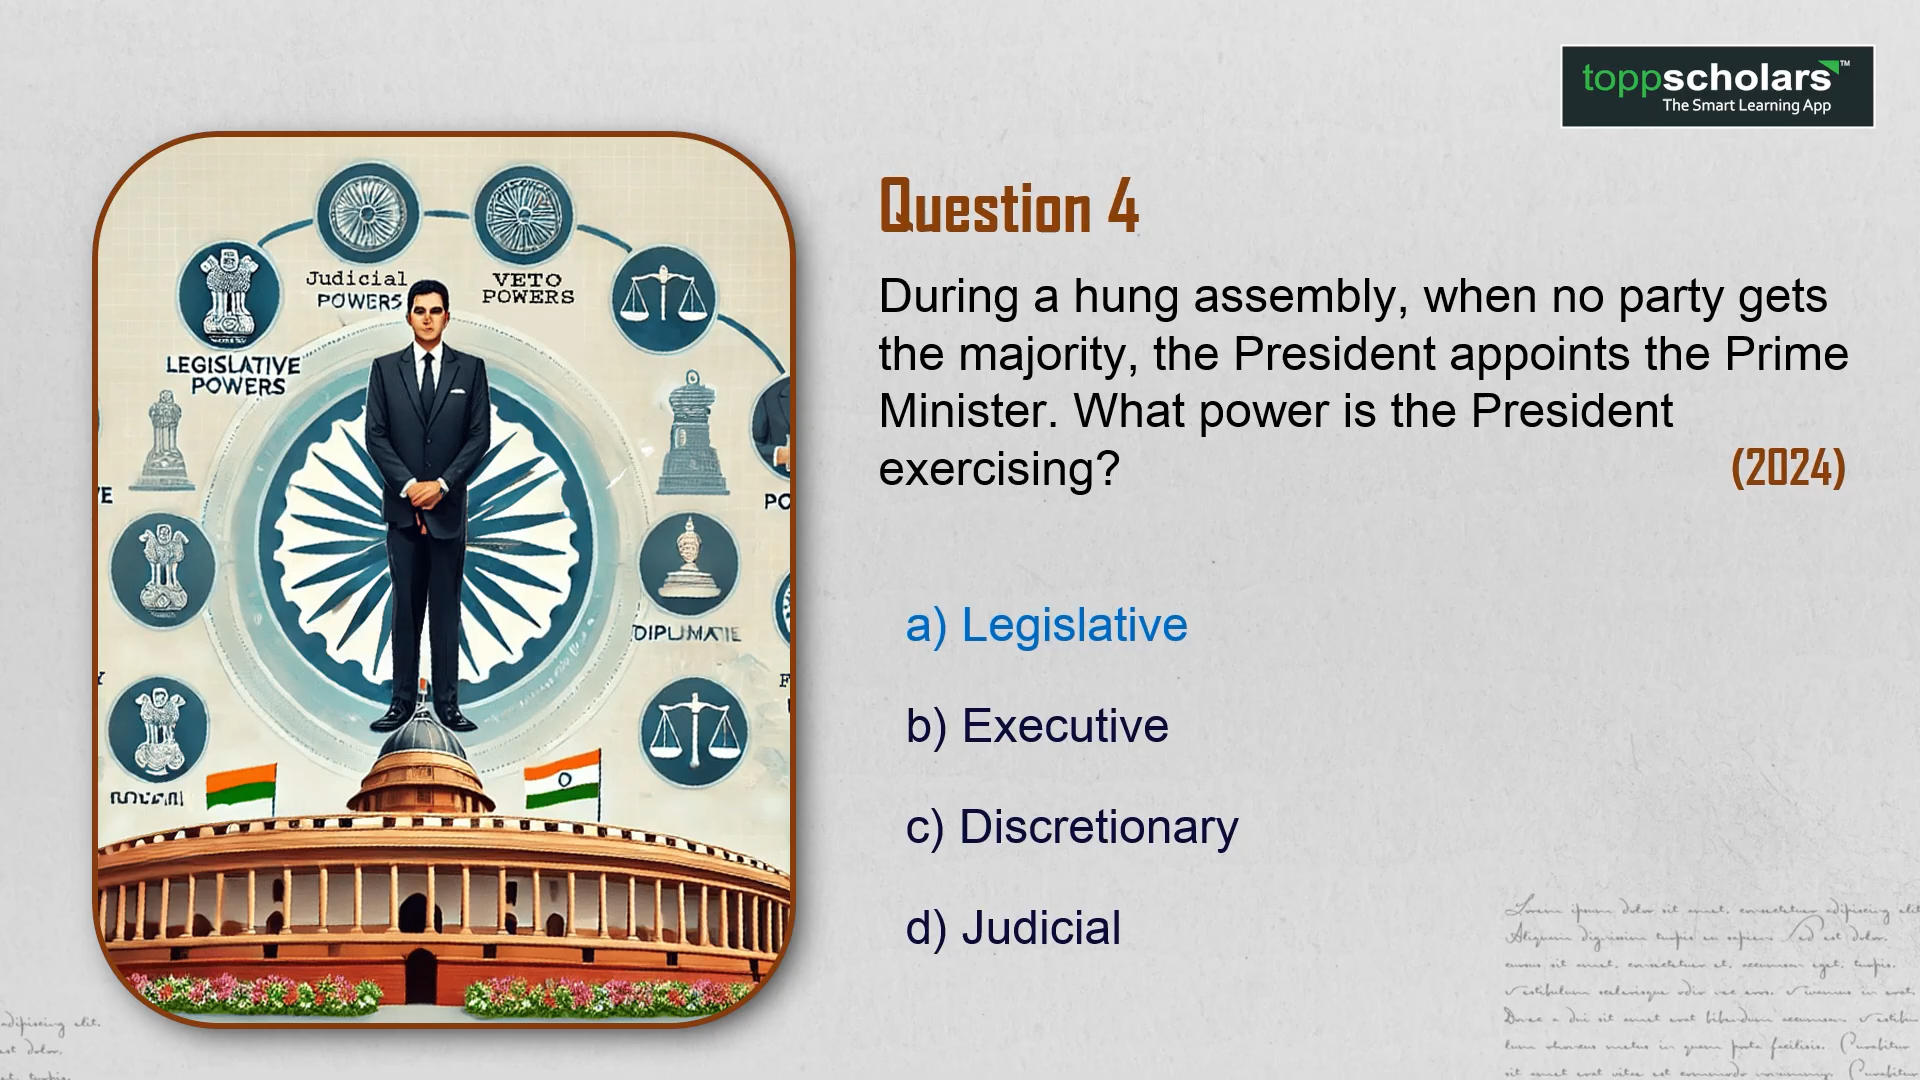 toppscholars™
The Smart Learning App
Question 4
During a hung assembly, when no party gets
the majority, the President appoints the Prime
Minister. What power is the President
exercising?
(2024)
a) Legislative
b) Executive
c) Discretionary
d) Judicial
Judicial
POWERS
VETO
POWERS
LEGISLATIVE
POWERS